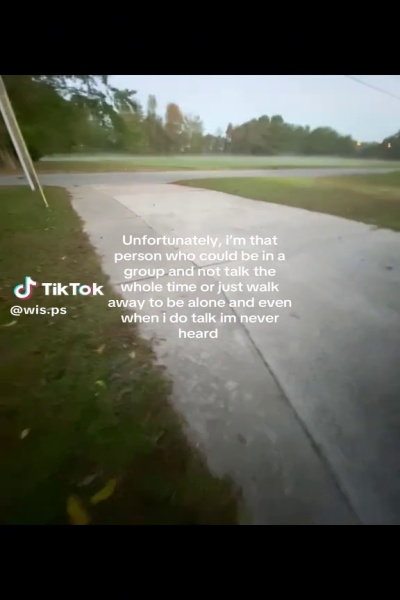 Unfortunately, i'm that
person who could be in a
group and not talk the
whole time or just walk
away to be alone and even
when i do talk im never
heard
TikTok
@wis.ps